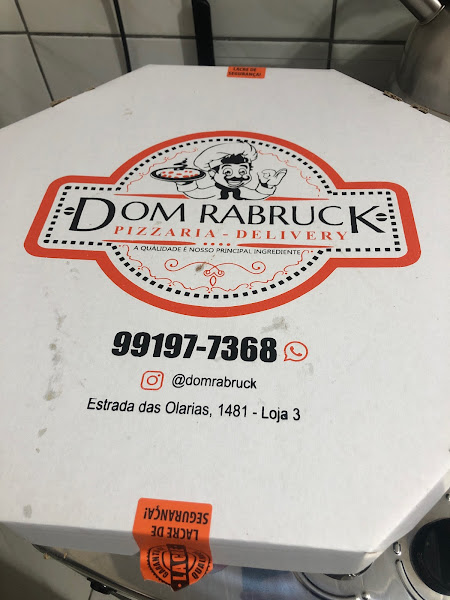 LACRE DE
SEGURANÇA!
DOM RABRUCK
PIZZARIA - DELIVERY
A QUALIDADE É NOSSO PRINCIPAL INGREDIENTE
99197-7368
@domrabruck
Estrada das Olarias, 1481 - Loja 3
LACRE DE
SEGURANÇA!
LACRE